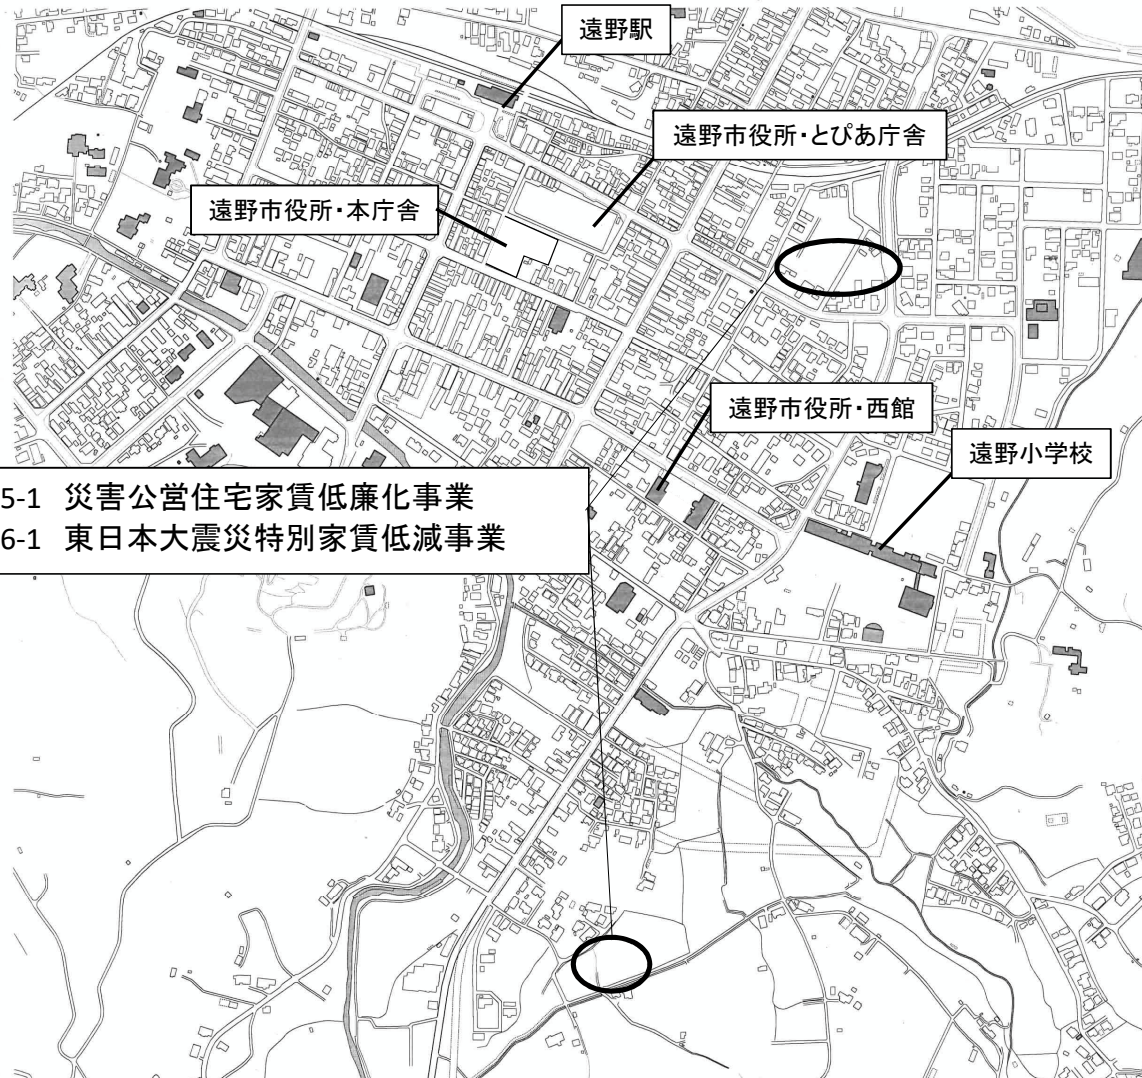 遠野駅
遠野市役所・とぴあ庁舎
遠野市役所・本庁舎
遠野市役所・西館
遠野小学校
5-1 災害公営住宅家賃低廉化事業
6-1 東日本大震災特別家賃低減事業